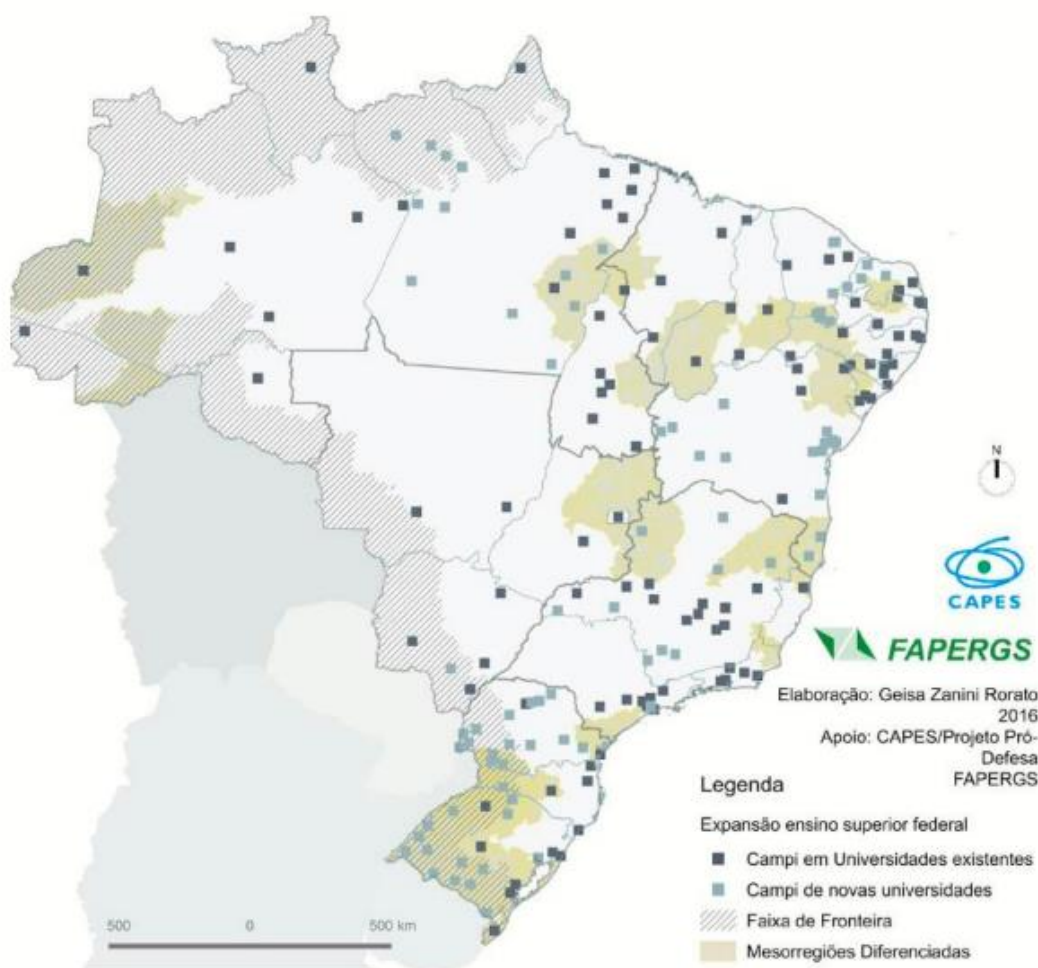 N
CAPES
FAPERGS
Elaboração: Geisa Zanini Rorato
2016
Apoio: CAPES/Projeto Pró-
Defesa
FAPERGS
Legenda
Expansão ensino superior federal
Campi em Universidades existentes
Campi de novas universidades
Faixa de Fronteira
Mesorregiões Diferenciadas
500 0 500 km